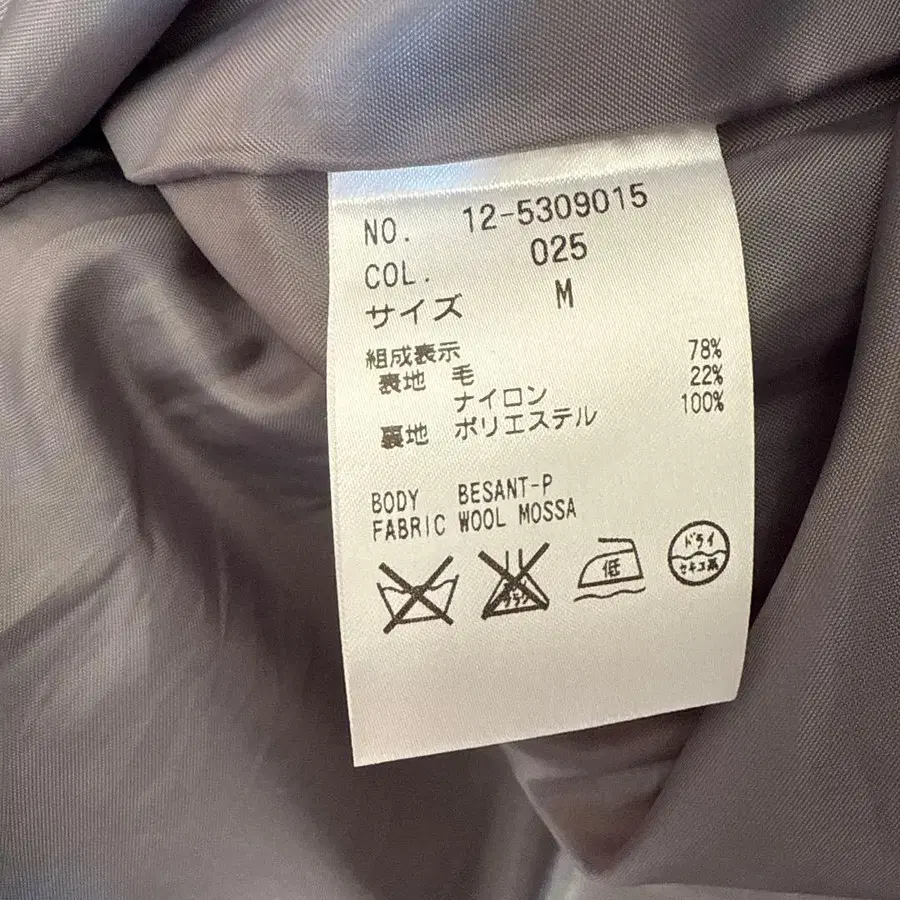 NO. 12-5309015
COL. 025
サイズ M
組成表示
表地 毛 78%
ナイロン 22%
裏地 ポリエステル 100%
BODY BESANT-P
FABRIC WOOL MOSSA
低
ドライ
セキユ系